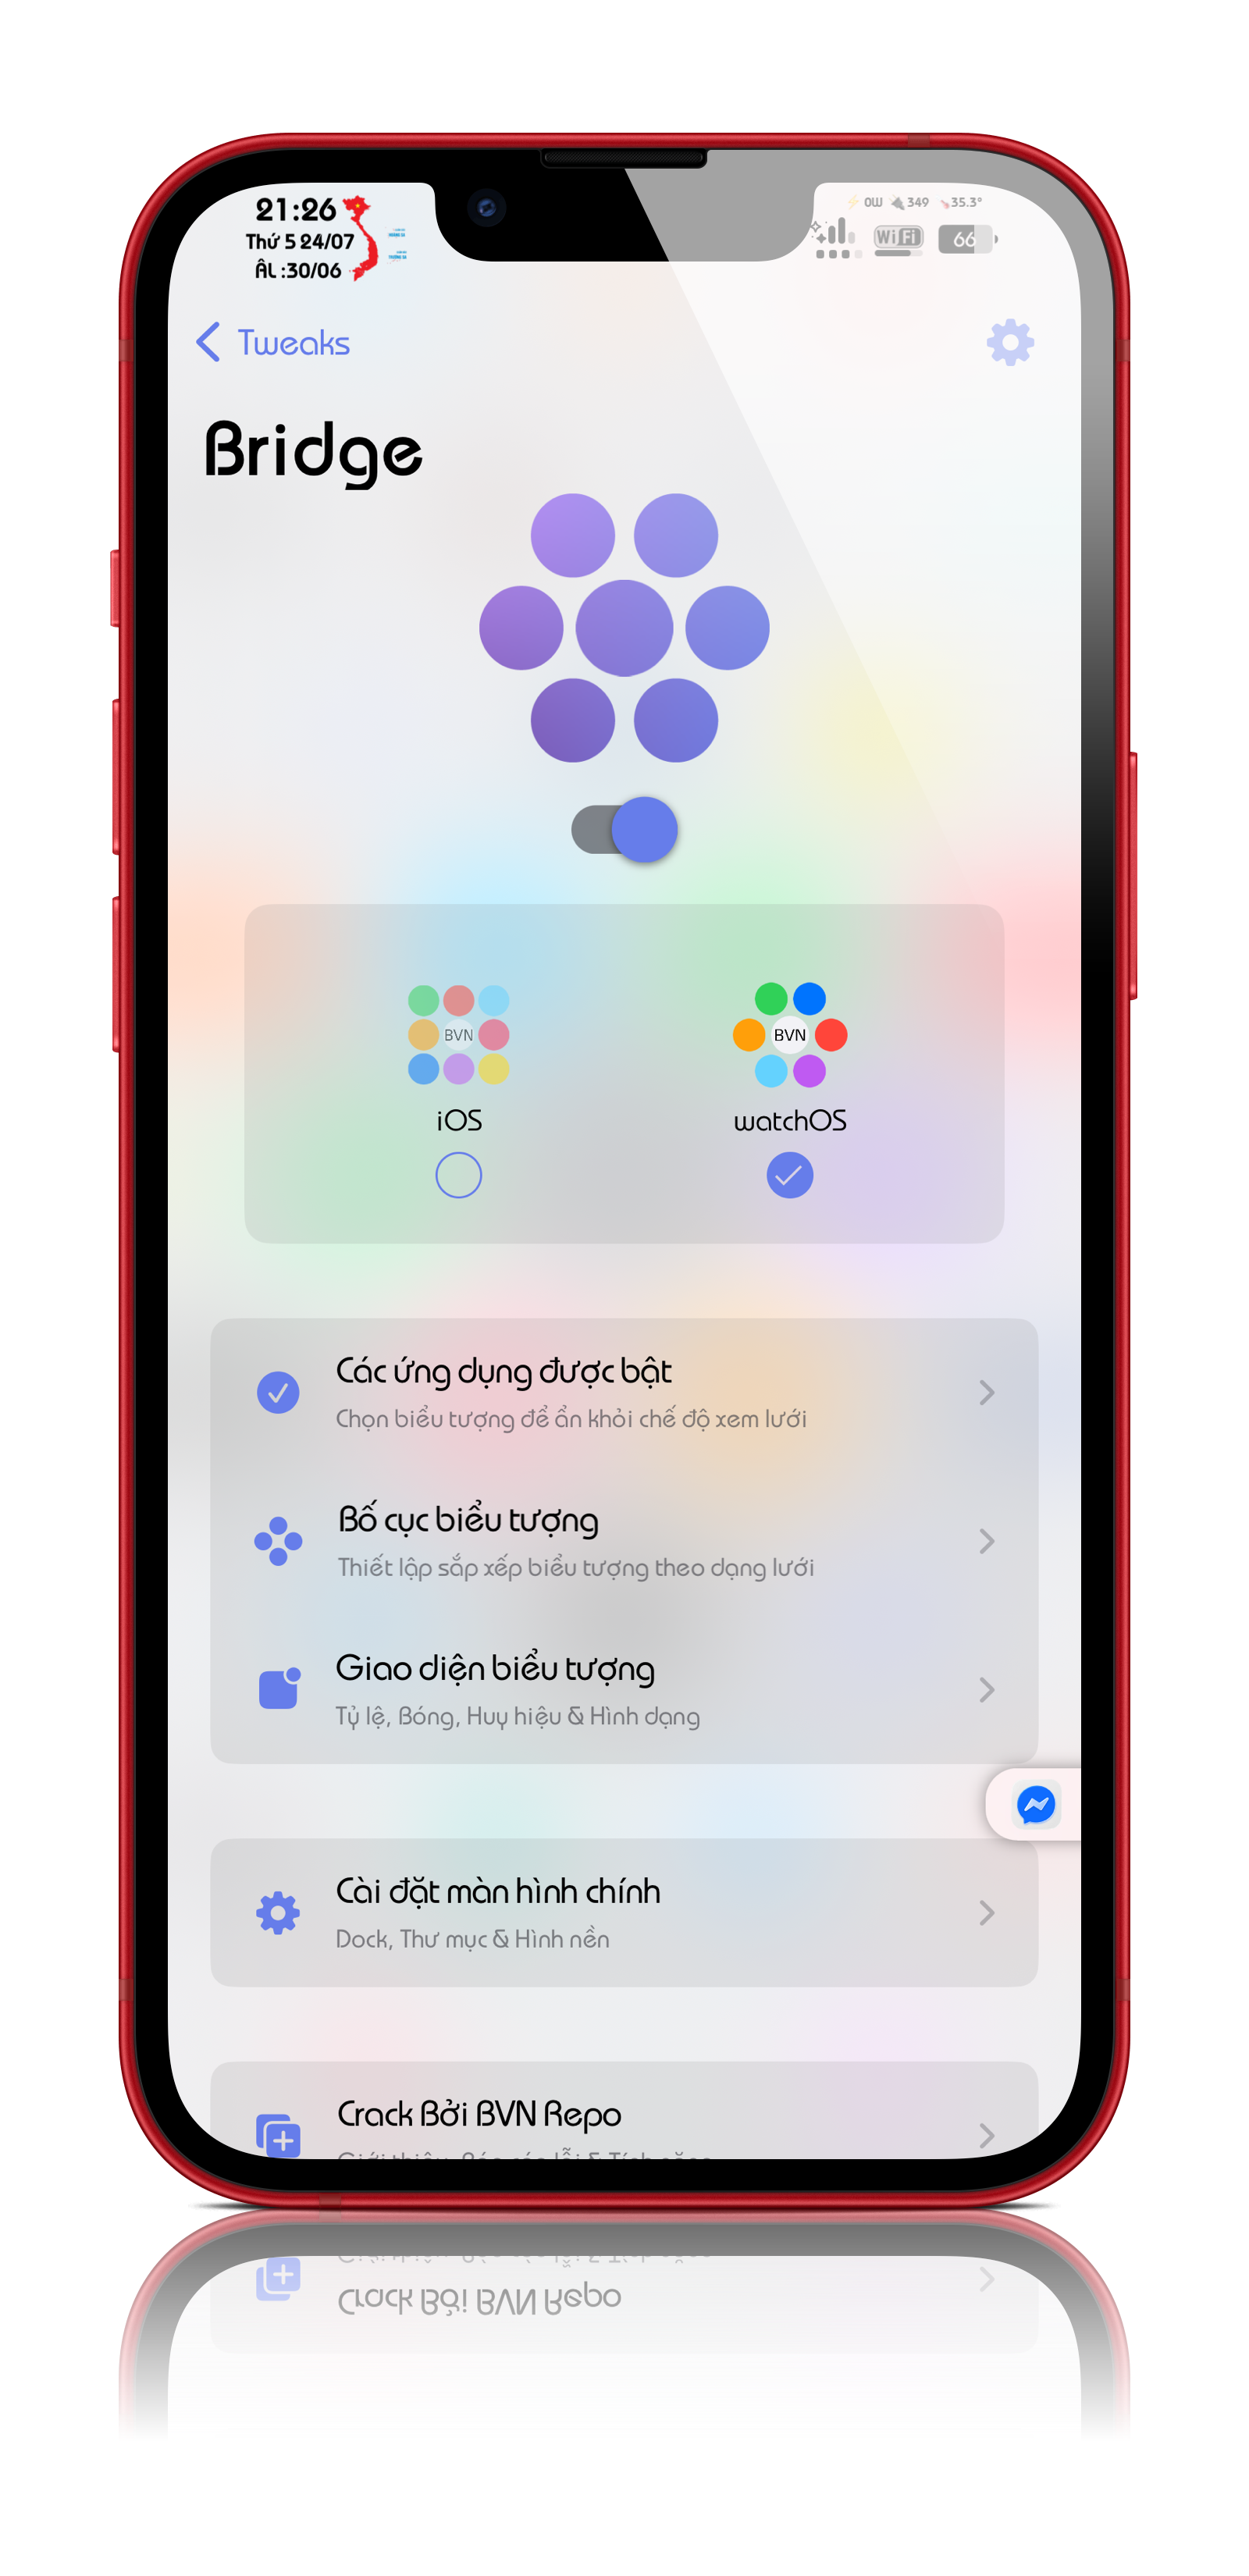 21:26
Thứ 5 24/07
ÂL :30/06
0W 349 35.3°
WiFi 66
Tweaks
Bridge
BVN BVN
iOS watchOS
Các ứng dụng được bật
Chọn biểu tượng để ẩn khỏi chế độ xem lưới
Bố cục biểu tượng
Thiết lập sắp xếp biểu tượng theo dạng lưới
Giao diện biểu tượng
Tỷ lệ, Bóng, Huy hiệu & Hình dạng
Cài đặt màn hình chính
Dock, Thư mục & Hình nền
Crack Bởi BVN Repo